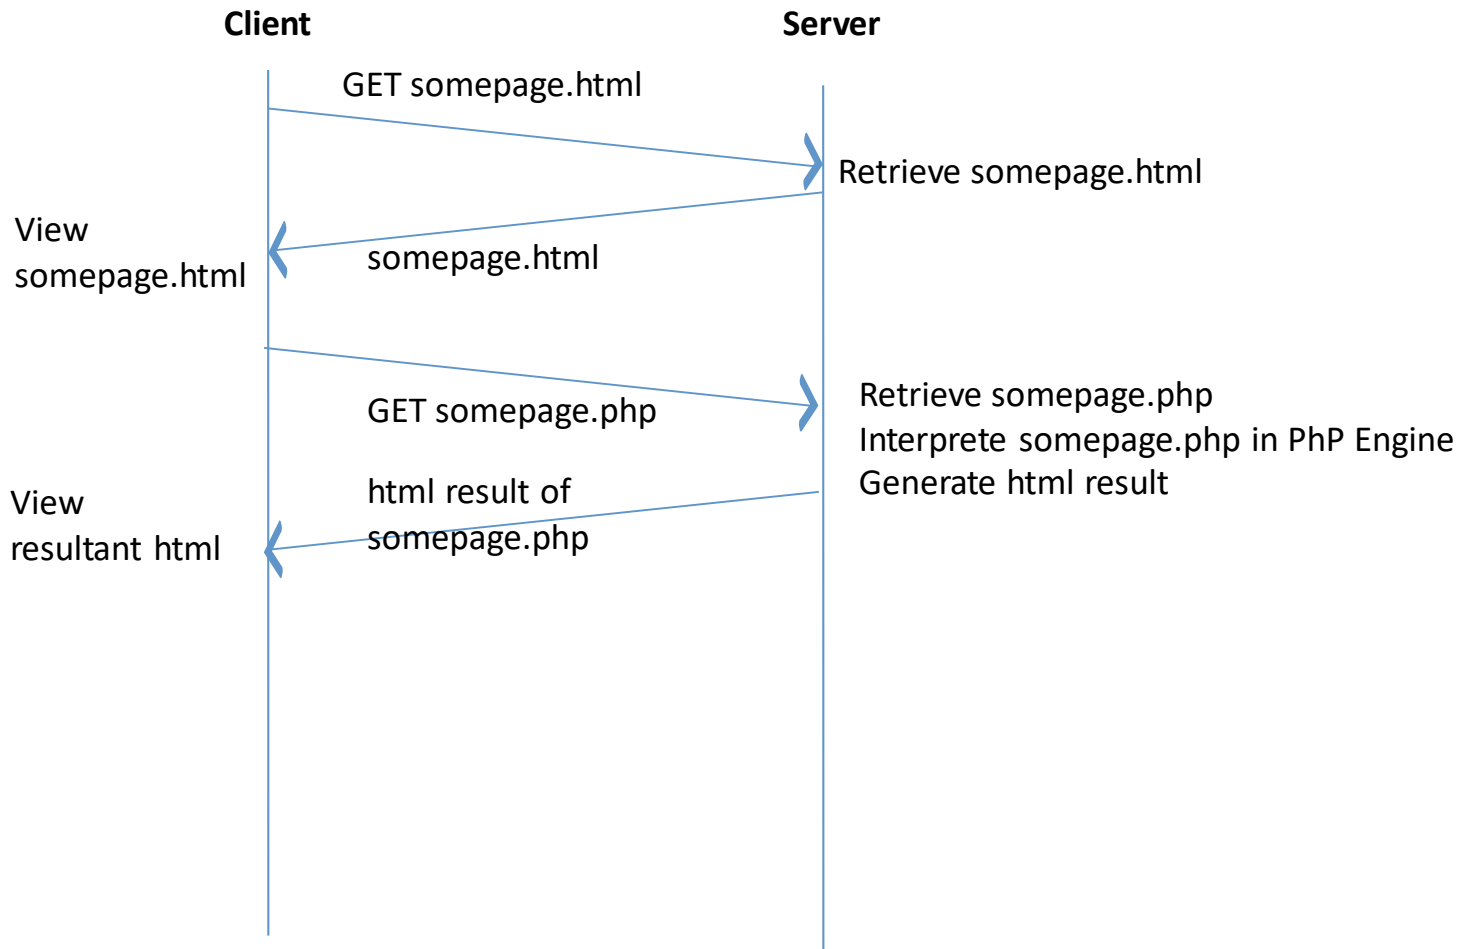 Client
Server
GET somepage.html
Retrieve somepage.html
View
somepage.html
somepage.html
GET somepage.php
Retrieve somepage.php
Interprete somepage.php in PhP Engine
Generate html result
html result of
somepage.php
View
resultant html